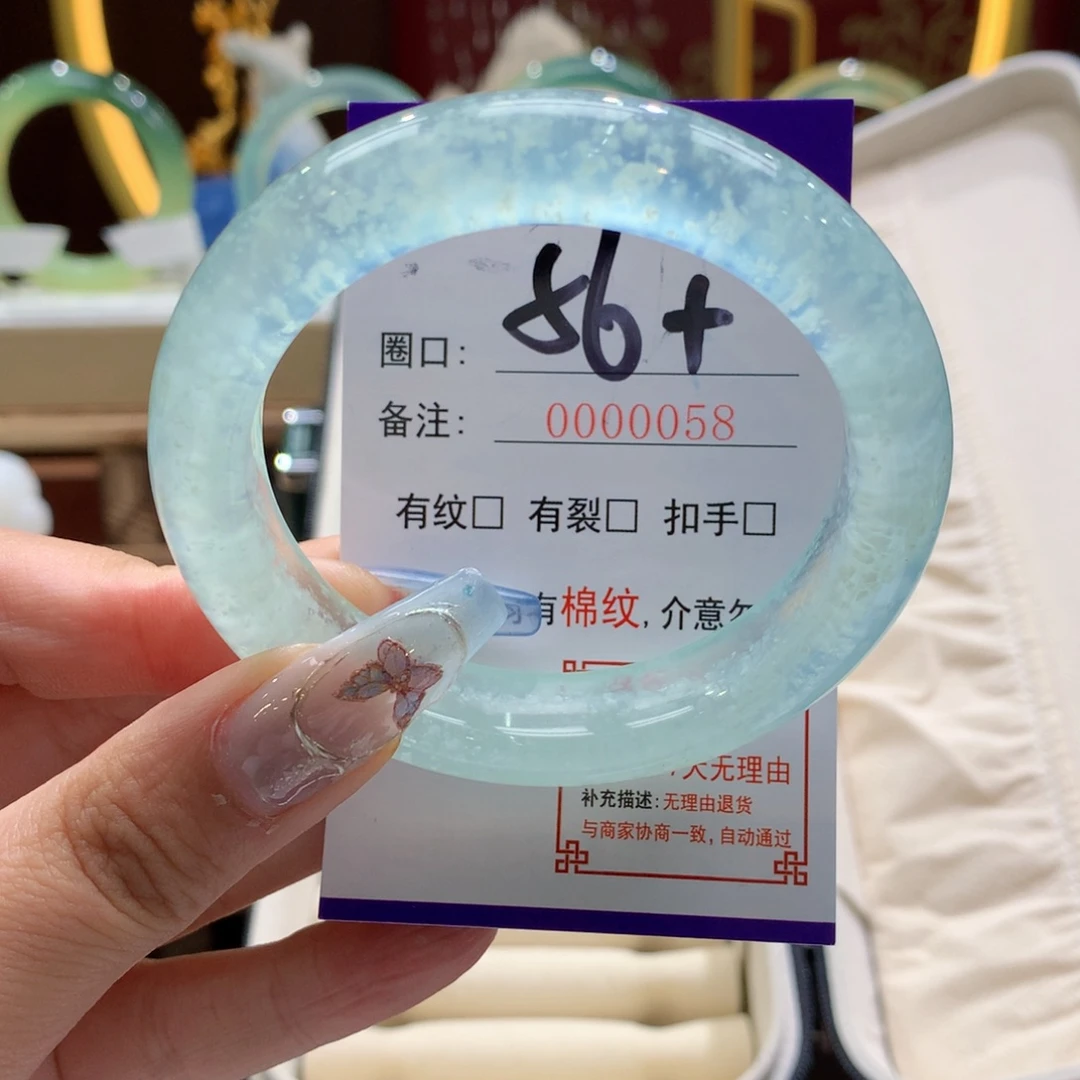 圈口: 56+
备注: 0000058
有纹□ 有裂□ 扣手□
有棉纹, 介意勿
天无理由
补充描述: 无理由退货
与商家协商一致, 自动通过